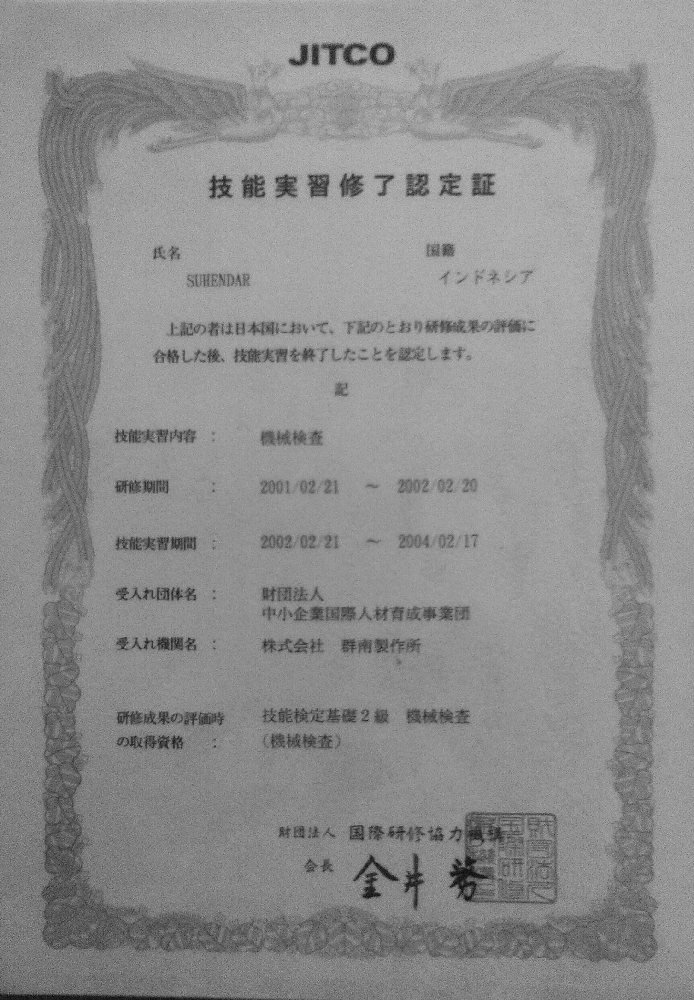 JITCO
技能実習修了認定証
氏名 国籍
SUHENDAR インドネシア
上記の者は日本国において、下記のとおり研修成果の評価に
合格した後、技能実習を終了したことを認定します。
記
技能実習内容 : 機械検査
研修期間 : 2001/02/21 ～ 2002/02/20
技能実習期間 : 2002/02/21 ～ 2004/02/17
受入れ団体名 : 財団法人
中小企業国際人材育成事業団
受入れ機関名 : 株式会社 群南製作所
研修成果の評価時 技能検定基礎2級 機械検査
の取得資格 : (機械検査)
財団法人 国際研修協力機構
会長 金井 務